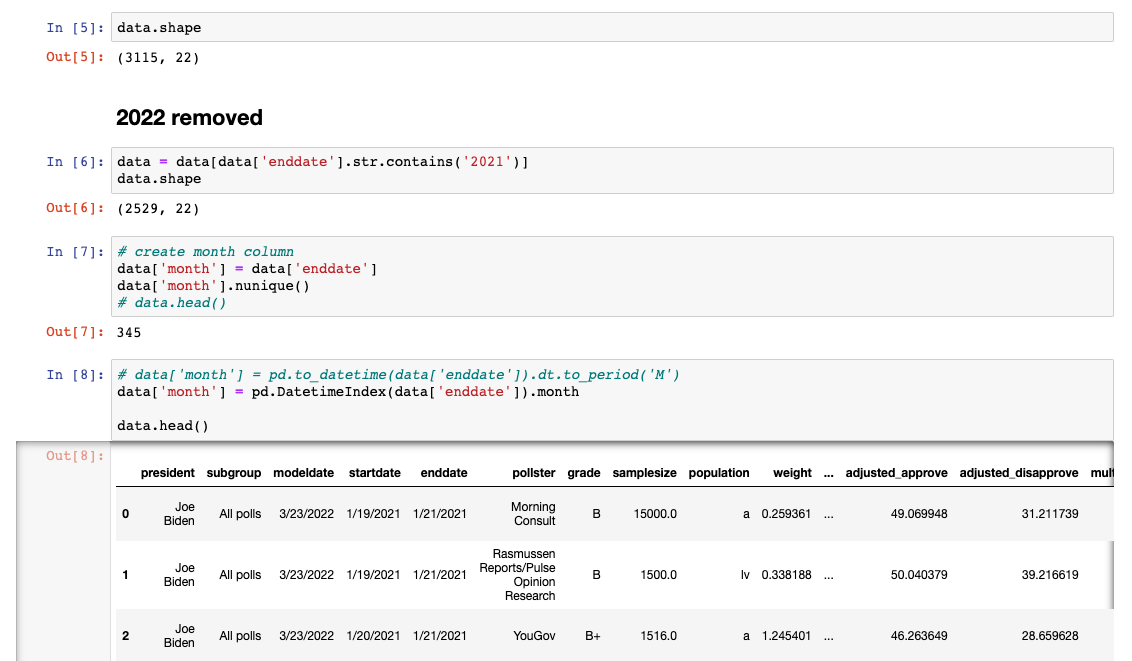 In [5]: data.shape
Out[5]: (3115, 22)
2022 removed
In [6]: data = data[data['enddate'].str.contains('2021')]
data.shape
Out[6]: (2529, 22)
In [7]: # create month column
data['month'] = data['enddate']
data['month'].nunique()
# data.head()
Out[7]: 345
In [8]: # data['month'] = pd.to_datetime(data['enddate']).dt.to_period('M')
data['month'] = pd.DatetimeIndex(data['enddate']).month
data.head()
Out[8]:
president subgroup modeldate startdate enddate pollster grade samplesize population weight ... adjusted_approve adjusted_disapprove mult
0 Joe Biden All polls 3/23/2022 1/19/2021 1/21/2021 Morning Consult B 15000.0 a 0.259361 ... 49.069948 31.211739
1 Joe Biden All polls 3/23/2022 1/19/2021 1/21/2021 Rasmussen Reports/Pulse Opinion Research B 1500.0 lv 0.338188 ... 50.040379 39.216619
2 Joe Biden All polls 3/23/2022 1/20/2021 1/21/2021 YouGov B+ 1516.0 a 1.245401 ... 46.263649 28.659628